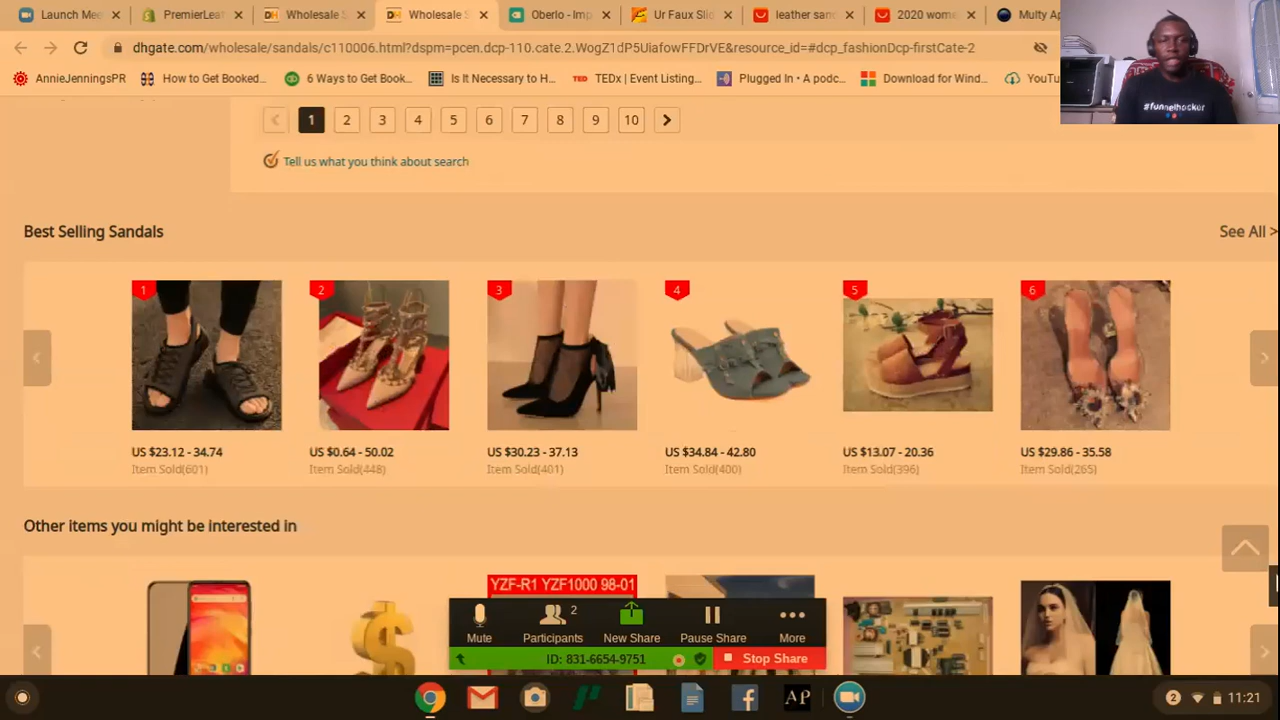 Launch Mee
PremierLeat
Wholesale S
Wholesale S
Oberlo - Imp
Ur Faux Slid
leather sand
2020 wome
Multy Ap
dhgate.com/wholesale/sandals/c110006.html?dspm=pcen.dcp-110.cate.2.WogZ1dP5UiafowFFDrVE&resource_id=#dcp_fashionDcp-firstCate-2
AnnieJenningsPR
How to Get Booked...
6 Ways to Get Book...
Is It Necessary to H...
TED
TEDx | Event Listing...
Plugged In • A podc...
Download for Wind...
YouTu
#funnelhacker
1 2 3 4 5 6 7 8 9 10
Tell us what you think about search
Best Selling Sandals
See All >
1 2 3 4 5 6
US $23.12 - 34.74
Item Sold(601)
US $0.64 - 50.02
Item Sold(448)
US $30.23 - 37.13
Item Sold(401)
US $34.84 - 42.80
Item Sold(400)
US $13.07 - 20.36
Item Sold(396)
US $29.86 - 35.58
Item Sold(265)
Other items you might be interested in
YZF-R1 YZF1000 98-01
2
Mute
Participants
New Share
Pause Share
More
ID: 831-6654-9751
Stop Share
AP
2
11:21